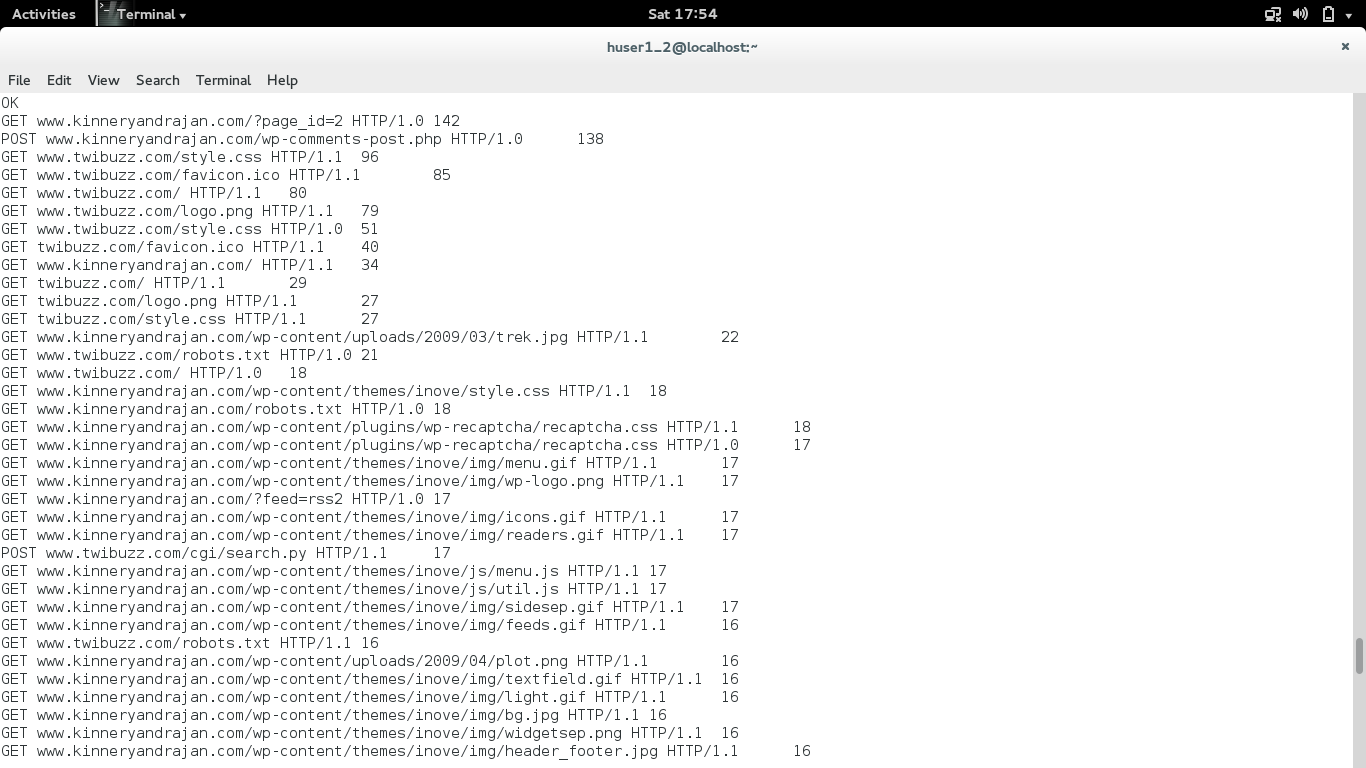 Activities Terminal Sat 17:54
huser1_2@localhost:~ ×
File Edit View Search Terminal Help
OK
GET www.kinneryandrajan.com/?page_id=2 HTTP/1.0 142
POST www.kinneryandrajan.com/wp-comments-post.php HTTP/1.0 138
GET www.twibuzz.com/style.css HTTP/1.1 96
GET www.twibuzz.com/favicon.ico HTTP/1.1 85
GET www.twibuzz.com/ HTTP/1.1 80
GET www.twibuzz.com/logo.png HTTP/1.1 79
GET www.twibuzz.com/style.css HTTP/1.0 51
GET twibuzz.com/favicon.ico HTTP/1.1 40
GET www.kinneryandrajan.com/ HTTP/1.1 34
GET twibuzz.com/ HTTP/1.1 29
GET twibuzz.com/logo.png HTTP/1.1 27
GET twibuzz.com/style.css HTTP/1.1 27
GET www.kinneryandrajan.com/wp-content/uploads/2009/03/trek.jpg HTTP/1.1 22
GET www.twibuzz.com/robots.txt HTTP/1.0 21
GET www.twibuzz.com/ HTTP/1.0 18
GET www.kinneryandrajan.com/wp-content/themes/inove/style.css HTTP/1.1 18
GET www.kinneryandrajan.com/robots.txt HTTP/1.0 18
GET www.kinneryandrajan.com/wp-content/plugins/wp-recaptcha/recaptcha.css HTTP/1.1 18
GET www.kinneryandrajan.com/wp-content/plugins/wp-recaptcha/recaptcha.css HTTP/1.0 17
GET www.kinneryandrajan.com/wp-content/themes/inove/img/menu.gif HTTP/1.1 17
GET www.kinneryandrajan.com/wp-content/themes/inove/img/wp-logo.png HTTP/1.1 17
GET www.kinneryandrajan.com/?feed=rss2 HTTP/1.0 17
GET www.kinneryandrajan.com/wp-content/themes/inove/img/icons.gif HTTP/1.1 17
GET www.kinneryandrajan.com/wp-content/themes/inove/img/readers.gif HTTP/1.1 17
POST www.twibuzz.com/cgi/search.py HTTP/1.1 17
GET www.kinneryandrajan.com/wp-content/themes/inove/js/menu.js HTTP/1.1 17
GET www.kinneryandrajan.com/wp-content/themes/inove/js/util.js HTTP/1.1 17
GET www.kinneryandrajan.com/wp-content/themes/inove/img/sidesep.gif HTTP/1.1 17
GET www.kinneryandrajan.com/wp-content/themes/inove/img/feeds.gif HTTP/1.1 16
GET www.twibuzz.com/robots.txt HTTP/1.1 16
GET www.kinneryandrajan.com/wp-content/uploads/2009/04/plot.png HTTP/1.1 16
GET www.kinneryandrajan.com/wp-content/themes/inove/img/textfield.gif HTTP/1.1 16
GET www.kinneryandrajan.com/wp-content/themes/inove/img/light.gif HTTP/1.1 16
GET www.kinneryandrajan.com/wp-content/themes/inove/img/bg.jpg HTTP/1.1 16
GET www.kinneryandrajan.com/wp-content/themes/inove/img/widgetsep.png HTTP/1.1 16
GET www.kinneryandrajan.com/wp-content/themes/inove/img/header_footer.jpg HTTP/1.1 16